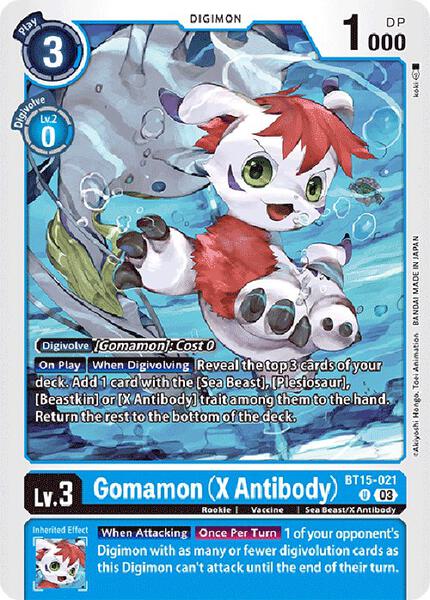 DIGIMON
Play
3
1000
DP
Digivolve
Lv.2
0
koki
Digivolve [Gomamon]: Cost 0
On Play When Digivolving Reveal the top 3 cards of your
deck. Add 1 card with the [Sea Beast], [Plesiosaur],
[Beastkin] or [X Antibody] trait among them to the hand.
Return the rest to the bottom of the deck.
©Akiyoshi Hongo, Toei Animation BANDAI MADE IN JAPAN
Lv.3
Gomamon (X Antibody)
BT15-021
U 03
Rookie | Vaccine | Sea Beast/X Antibody
Inherited Effect
When Attacking Once Per Turn 1 of your opponent's
Digimon with as many or fewer digivolution cards as
this Digimon can't attack until the end of their turn.